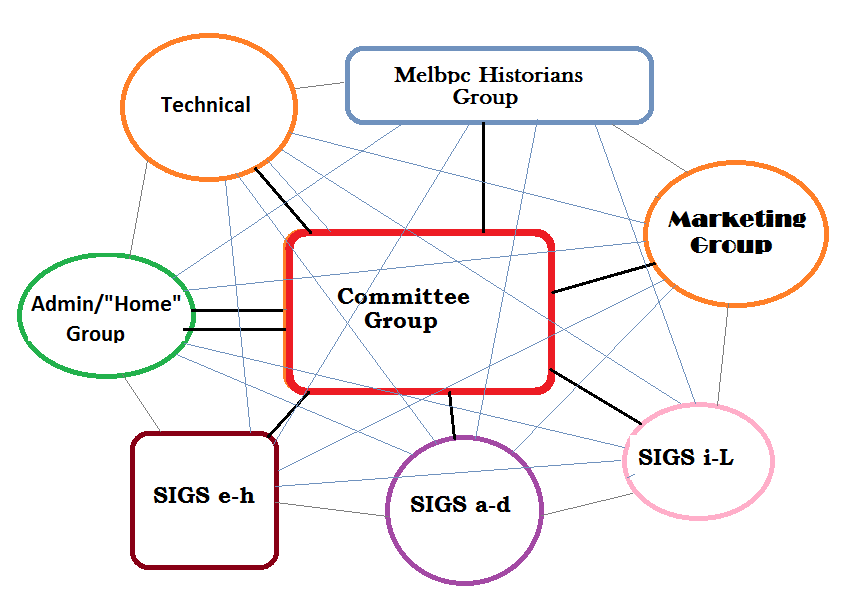 Melbpc Historians
Group
Technical
Marketing
Group
Committee
Group
Admin/"Home"
Group
SIGS i-L
SIGS e-h
SIGS a-d